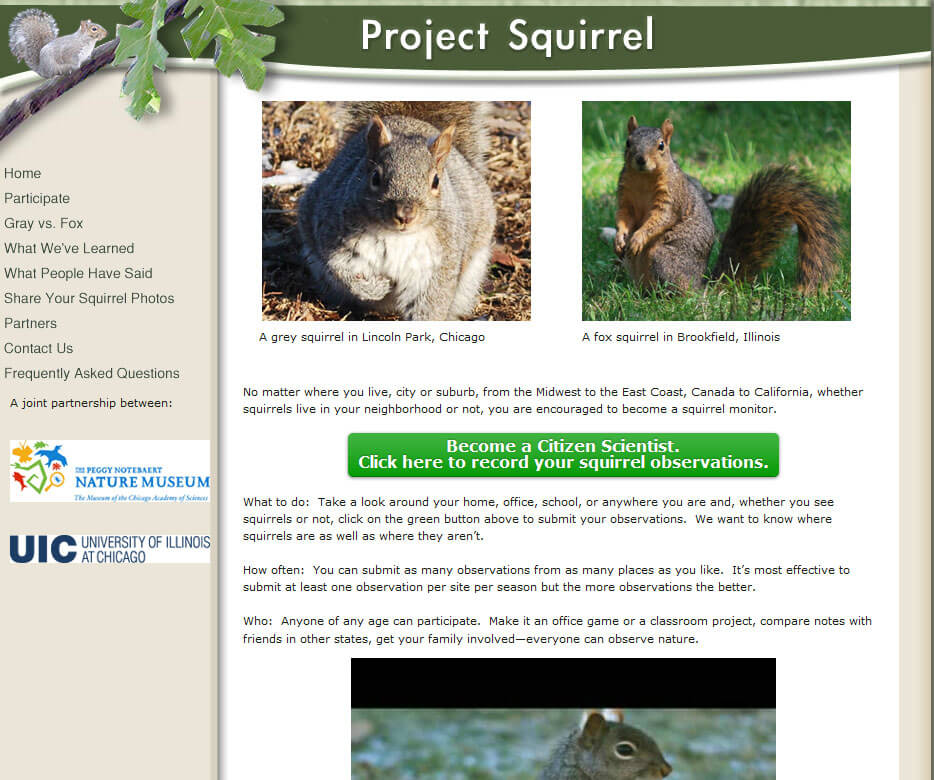 Project Squirrel
Home
Participate
Gray vs. Fox
What We've Learned
What People Have Said
Share Your Squirrel Photos
Partners
Contact Us
Frequently Asked Questions
A joint partnership between:
THE PEGGY NOTEBAERT
NATURE MUSEUM
The Museum of the Chicago Academy of Sciences
UIC UNIVERSITY OF ILLINOIS
AT CHICAGO
A grey squirrel in Lincoln Park, Chicago
A fox squirrel in Brookfield, Illinois
No matter where you live, city or suburb, from the Midwest to the East Coast, Canada to California, whether
squirrels live in your neighborhood or not, you are encouraged to become a squirrel monitor.
Become a Citizen Scientist.
Click here to record your squirrel observations.
What to do:  Take a look around your home, office, school, or anywhere you are and, whether you see
squirrels or not, click on the green button above to submit your observations.  We want to know where
squirrels are as well as where they aren't.
How often:  You can submit as many observations from as many places as you like.  It's most effective to
submit at least one observation per site per season but the more observations the better.
Who:  Anyone of any age can participate.  Make it an office game or a classroom project, compare notes with
friends in other states, get your family involved—everyone can observe nature.